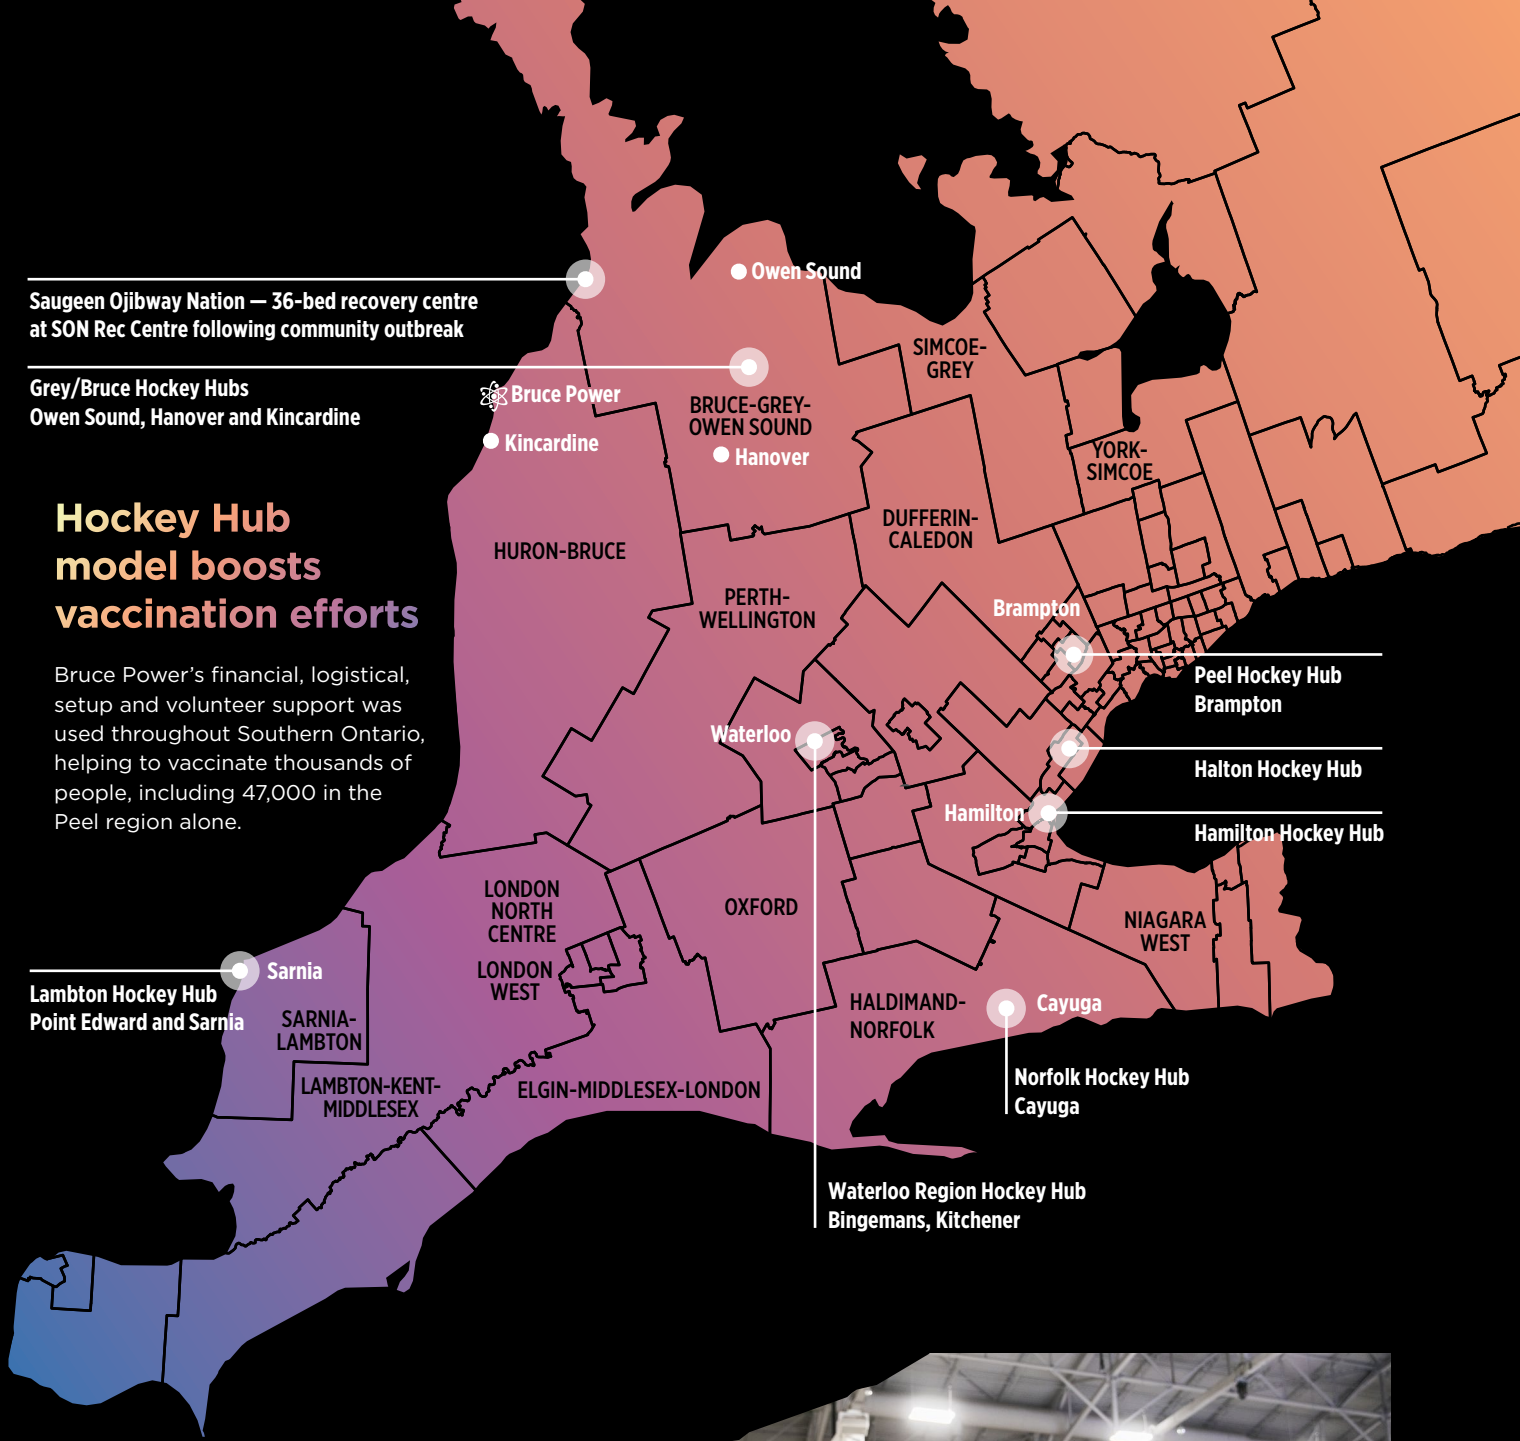 Owen Sound
Saugeen Ojibway Nation — 36-bed recovery centre
at SON Rec Centre following community outbreak
SIMCOE-
GREY
Grey/Bruce Hockey Hubs
Owen Sound, Hanover and Kincardine
Bruce Power
BRUCE-GREY-
OWEN SOUND
Kincardine
Hanover
YORK-
SIMCOE
Hockey Hub
model boosts
vaccination efforts
HURON-BRUCE
DUFFERIN-
CALEDON
PERTH-
WELLINGTON
Brampton
Bruce Power’s financial, logistical,
setup and volunteer support was
used throughout Southern Ontario,
helping to vaccinate thousands of
people, including 47,000 in the
Peel region alone.
Peel Hockey Hub
Brampton
Waterloo
Halton Hockey Hub
Hamilton
Hamilton Hockey Hub
LONDON
NORTH
CENTRE
OXFORD
NIAGARA
WEST
LONDON
WEST
Sarnia
Lambton Hockey Hub
Point Edward and Sarnia
SARNIA-
LAMBTON
HALDIMAND-
NORFOLK
Cayuga
LAMBTON-KENT-
MIDDLESEX
ELGIN-MIDDLESEX-LONDON
Norfolk Hockey Hub
Cayuga
Waterloo Region Hockey Hub
Bingemans, Kitchener